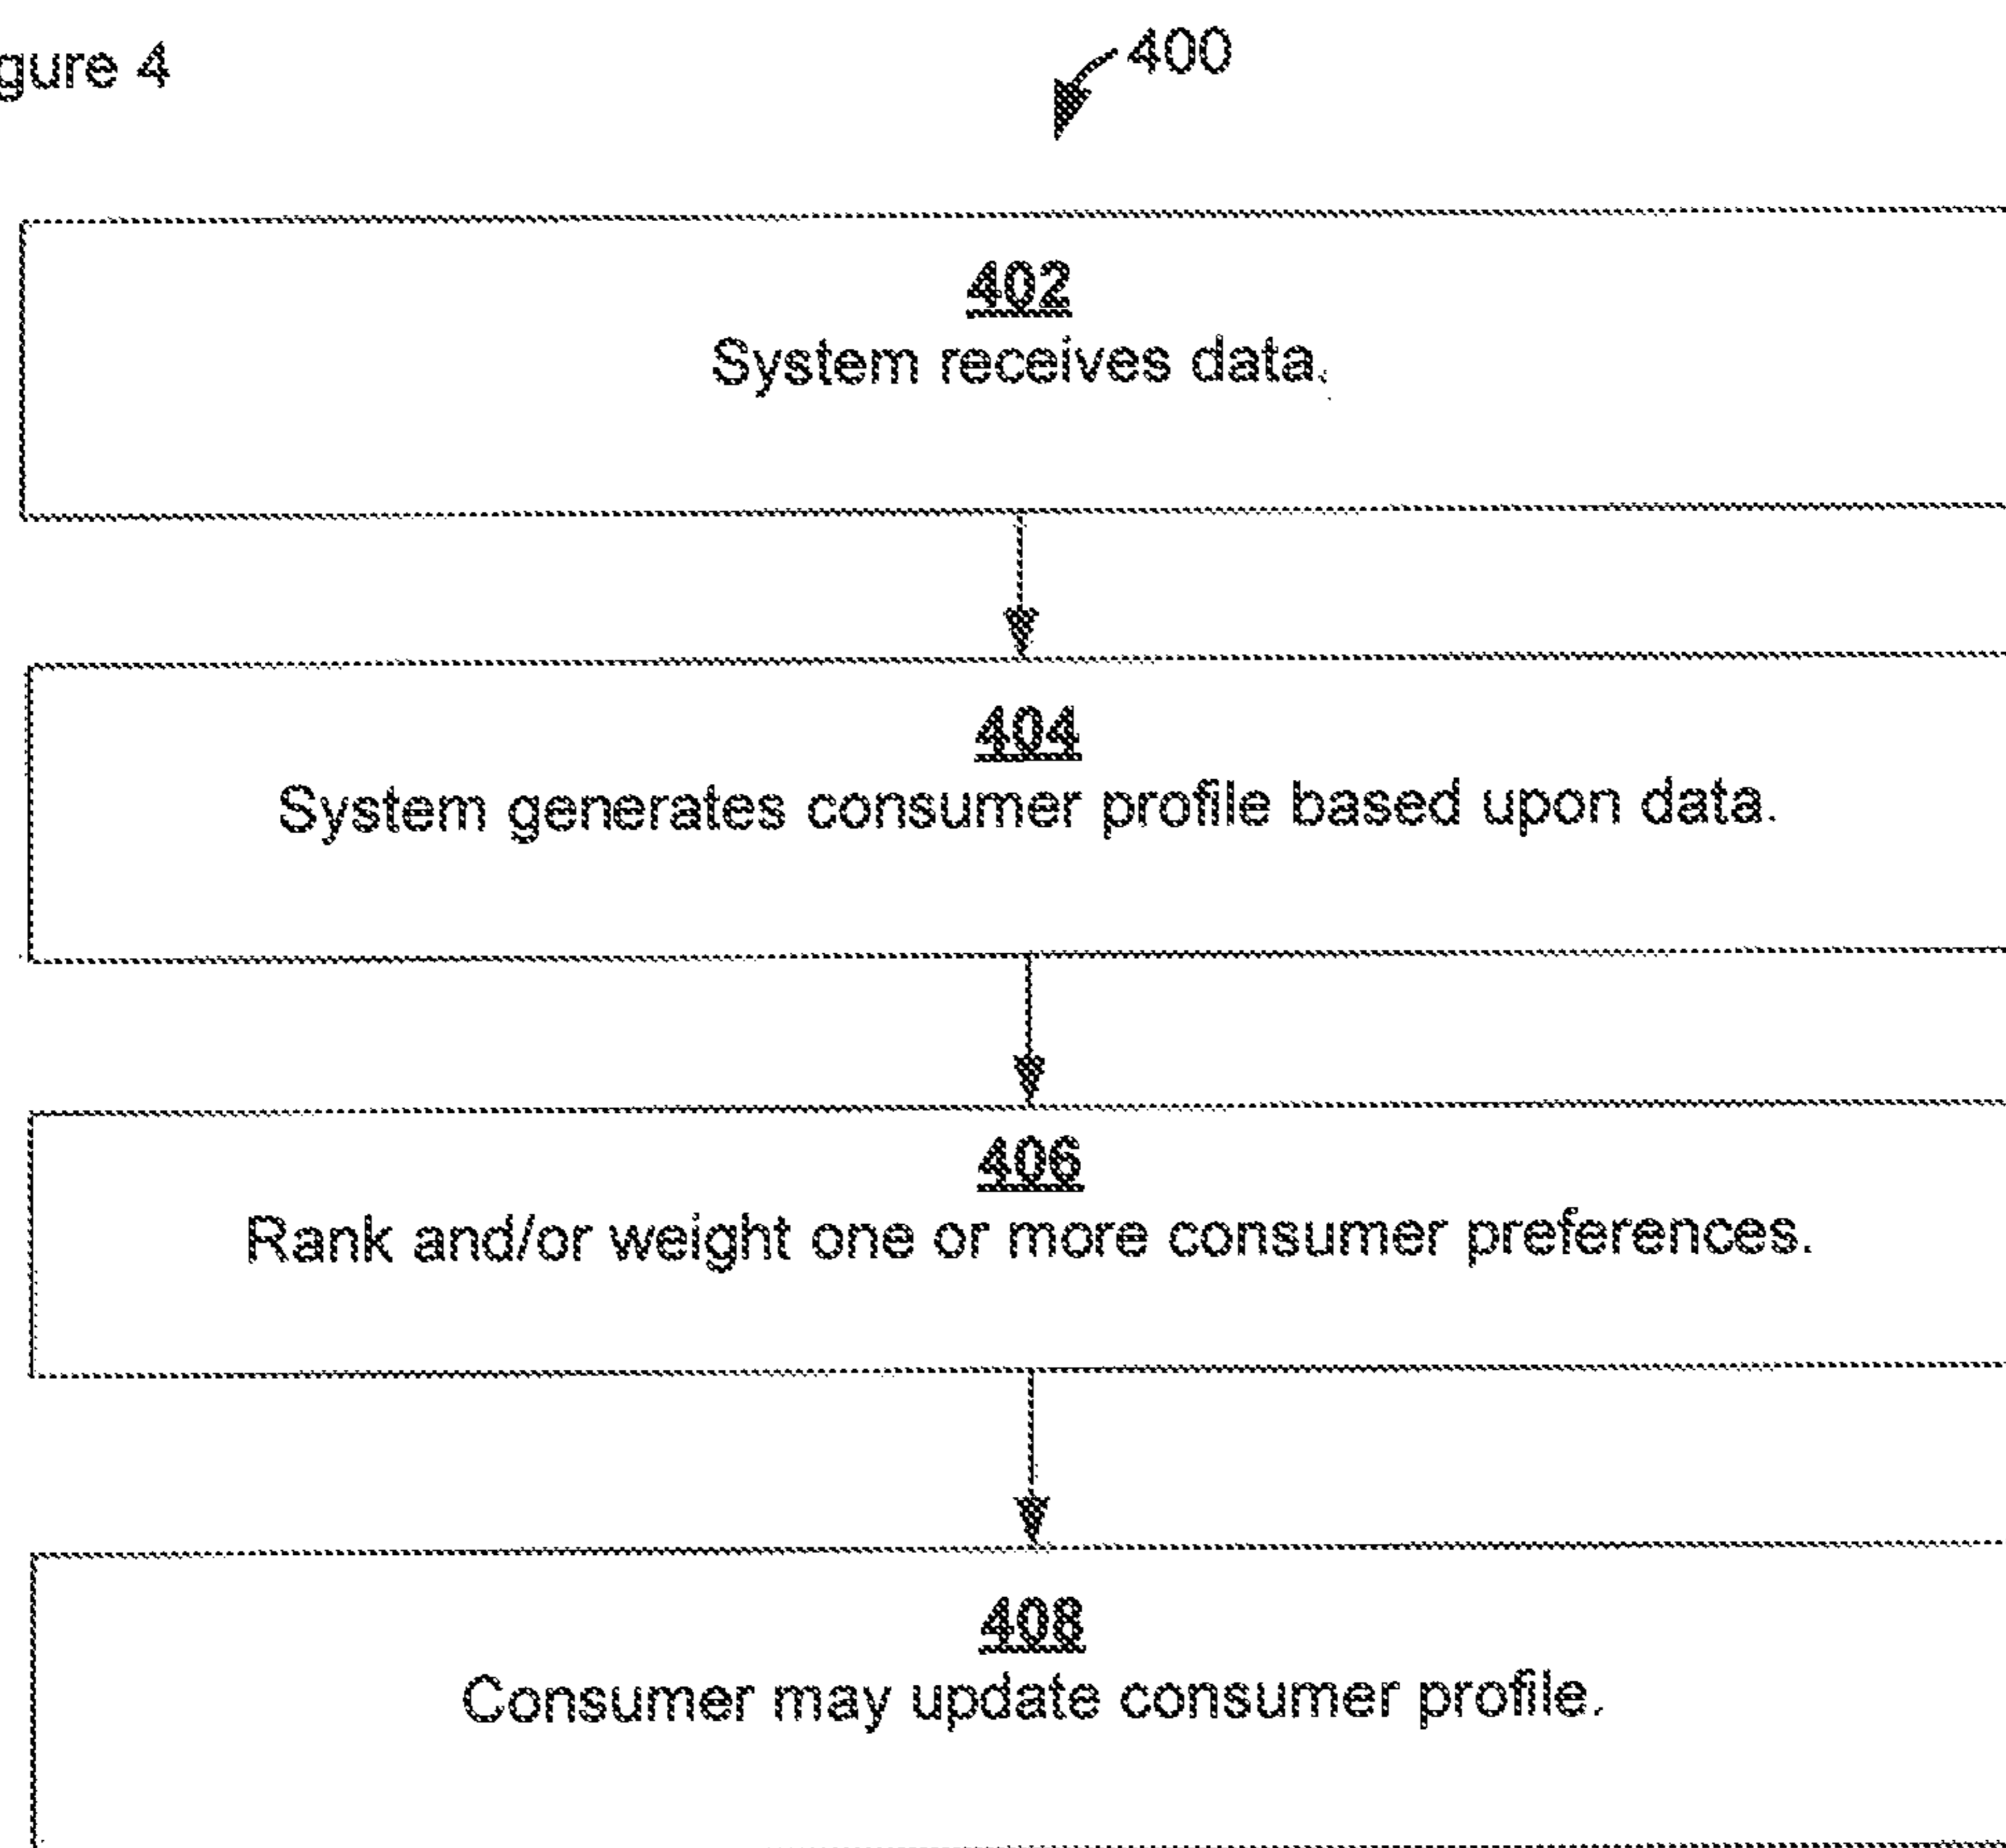 gure 4
400
402
System receives data.
404
System generates consumer profile based upon data.
406
Rank and/or weight one or more consumer preferences.
408
Consumer may update consumer profile.